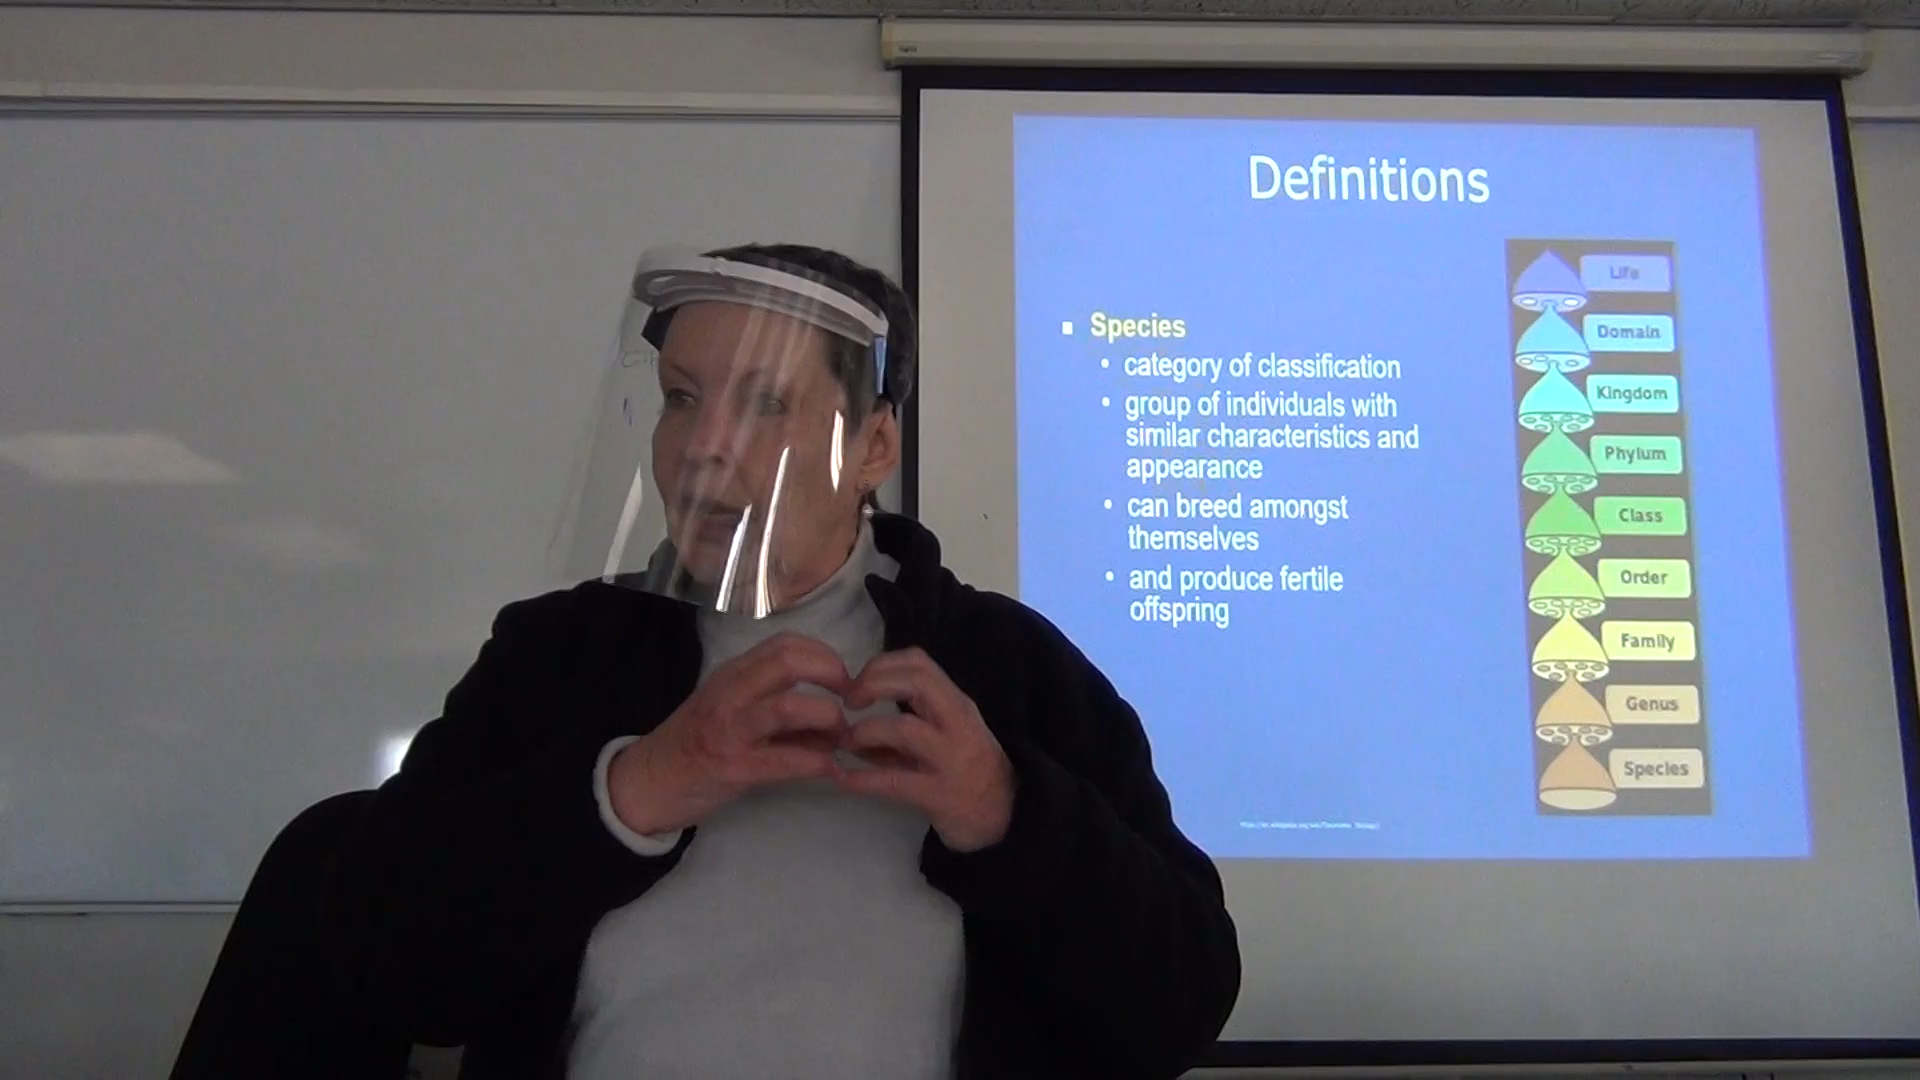 Definitions
Species
category of classification
group of individuals with
similar characteristics and
appearance
can breed amongst
themselves
and produce fertile
offspring
Life
Domain
Kingdom
Phylum
Class
Order
Family
Genus
Species